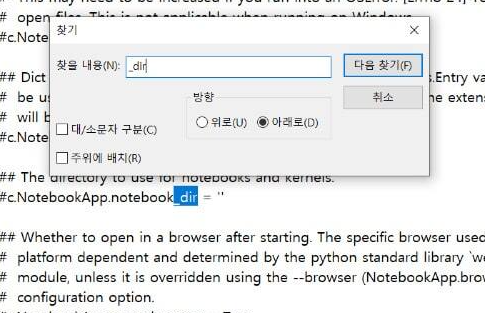 # This may need to be increased if you run into an OSError: [Errno 24] Too
# open files. This is not applicable when running on Windows.
#c.Note
찾기
찾을 내용(N):
_dir
다음 찾기(F)
취소
방향
위로(U)
아래로(D)
대/소문자 구분(C)
주위에 배치(R)
## Dict
s.Entry va
# be us
he exten
# will b
#c.Note
## The directory to use for notebooks and kernels.
#c.NotebookApp.notebook_dir = ''
## Whether to open in a browser after starting. The specific browser used
# platform dependent and determined by the python standard library `we
# module, unless it is overridden using the --browser (NotebookApp.brow
# configuration option.